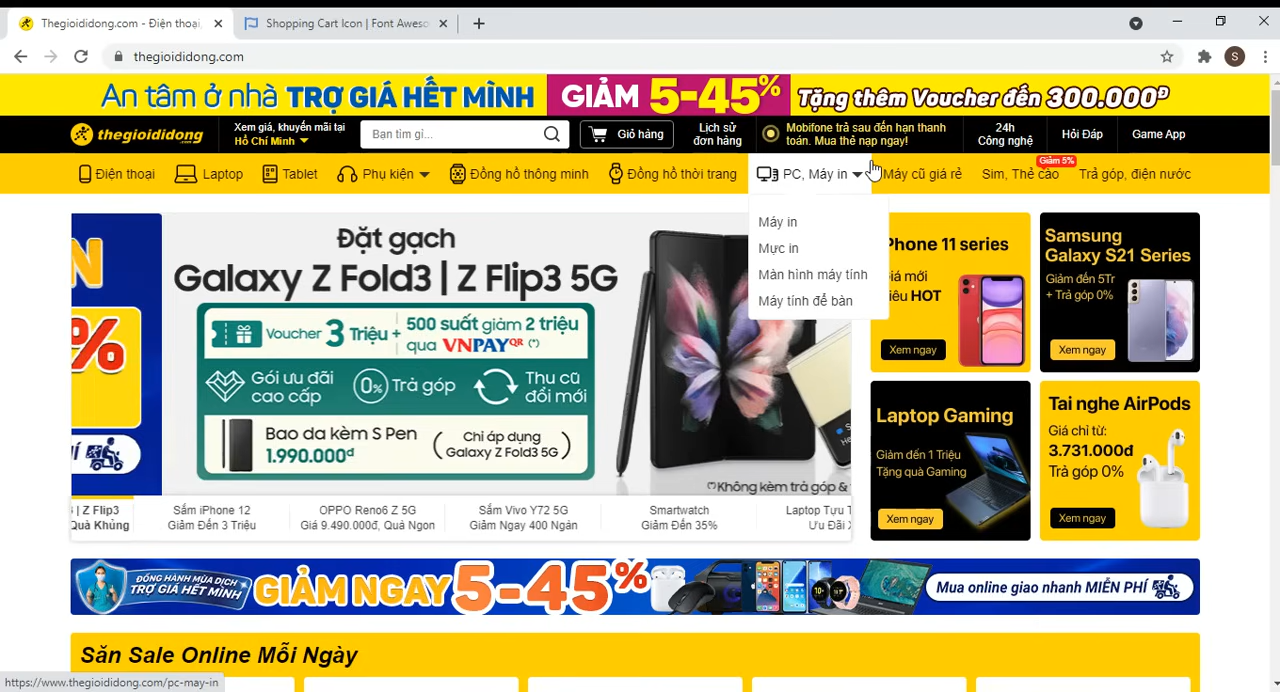 Thegioididong.com - Điện thoại,
Shopping Cart Icon | Font Aweso
S
thegioididong.com
An tâm ở nhà TRỢ GIÁ HẾT MÌNH GIẢM 5-45% Tặng thêm Voucher đến 300.000Đ
thegioididong.com
Xem giá, khuyến mãi tại
Hồ Chí Minh
Bạn tìm gì...
Giỏ hàng
Lịch sử
đơn hàng
Mobifone trả sau đến hạn thanh
toán. Mua thẻ nạp ngay!
24h
Công nghệ
Hỏi Đáp
Game App
Giảm 5%
Điện thoại Laptop Tablet Phụ kiện Đồng hồ thông minh Đồng hồ thời trang PC, Máy in Máy cũ giá rẻ Sim, Thẻ cào Trả góp, điện nước
Máy in
Mực in
Màn hình máy tính
Máy tính để bàn
N
%
Đặt gạch
Galaxy Z Fold3 | Z Flip3 5G
Voucher 3 Triệu + 500 suất giảm 2 triệu
qua VNPAYQR (*)
Gói ưu đãi
cao cấp
0% Trả góp
Thu cũ
đổi mới
Bao da kèm S Pen
1.990.000đ
(Chỉ áp dụng
Galaxy Z Fold3 5G)
(*)Không kèm trả góp &
| Z Flip3
Quà Khủng
Sắm iPhone 12
Giảm Đến 3 Triệu
OPPO Reno6 Z 5G
Giá 9.490.000đ, Quà Ngon
Sắm Vivo Y72 5G
Giảm Ngay 400 Ngàn
Smartwatch
Giảm Đến 35%
Laptop Tựu T
Ưu Đãi
Phone 11 series
iá mới
iêu HOT
Xem ngay
Samsung
Galaxy S21 Series
Giảm đến 5Tr
+ Trả góp 0%
Xem ngay
Laptop Gaming
Giảm đến 1 Triệu
Tặng quà Gaming
Xem ngay
Tai nghe AirPods
Giá chỉ từ:
3.731.000đ
Trả góp 0%
Xem ngay
ĐỒNG HÀNH MÙA DỊCH
TRỢ GIÁ HẾT MÌNH
GIẢM NGAY 5-45%
Mua online giao nhanh MIỄN PHÍ
Săn Sale Online Mỗi Ngày
https://www.thegioididong.com/pc-may-in